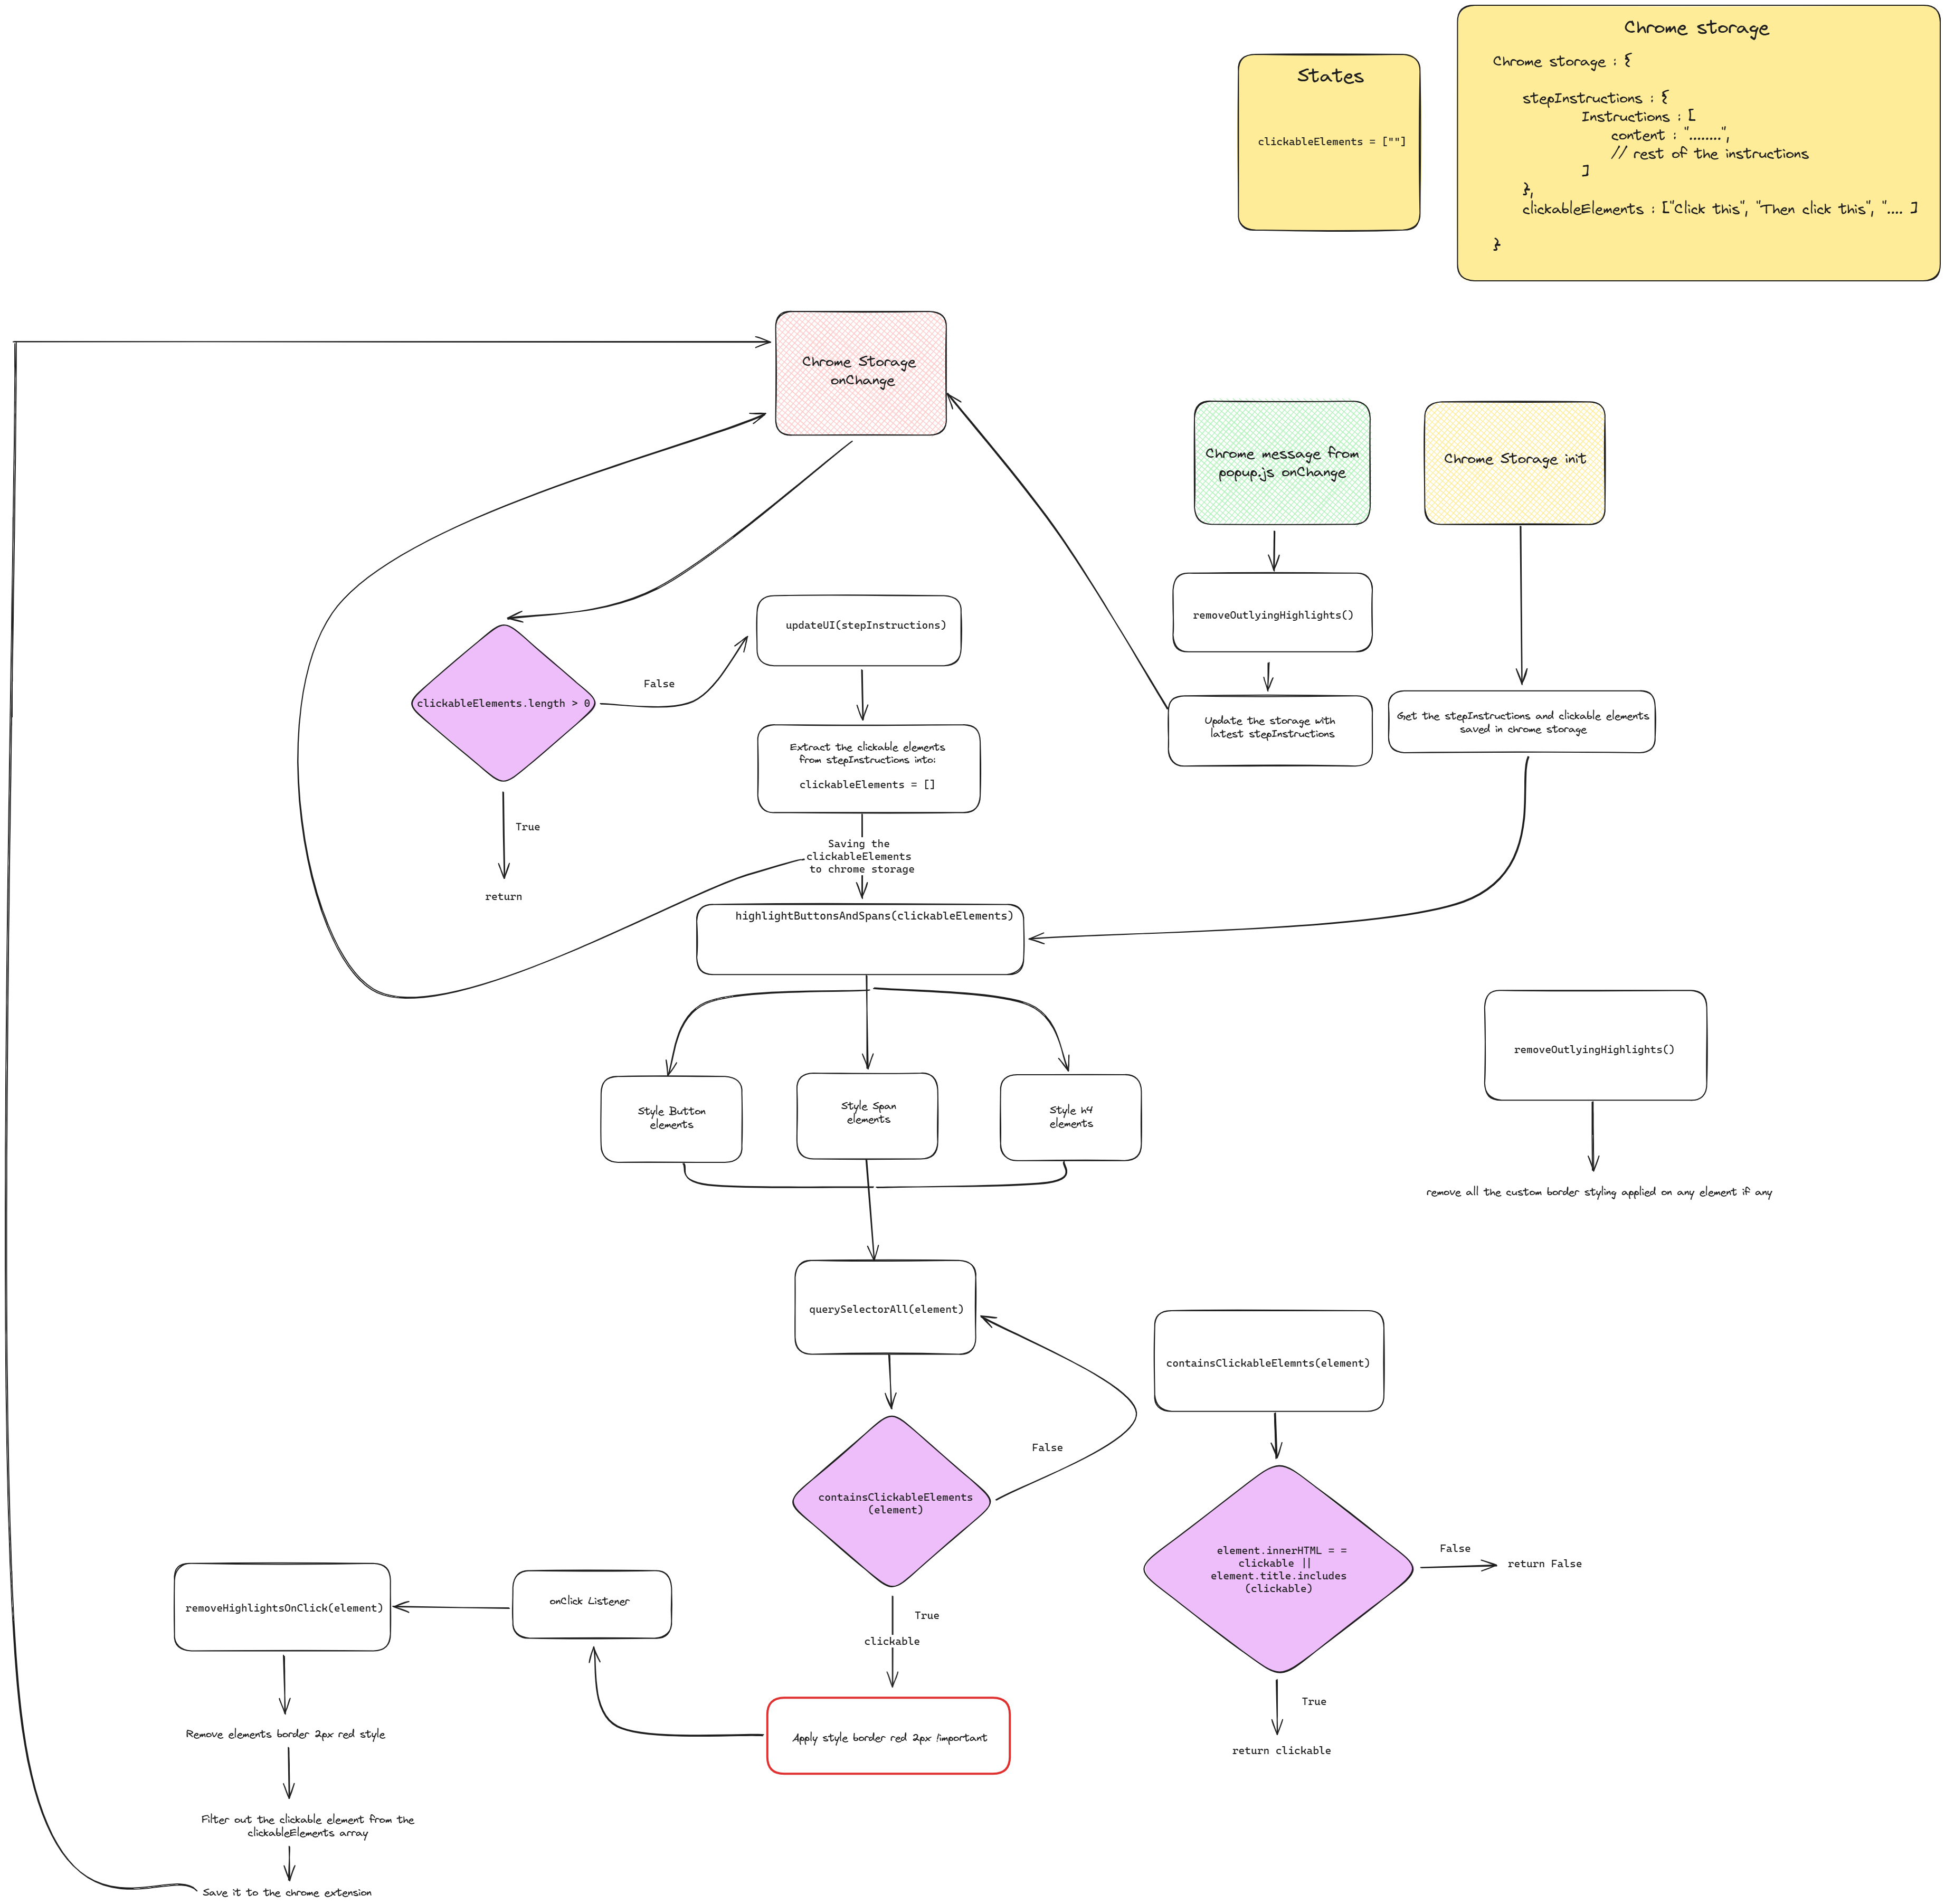 Chrome storage
Chrome storage : {
stepInstructions : {
Instructions : [
content : "........",
// rest of the instructions
]
},
clickableElements : ["Click this", "Then click this", ".... ]
}
States
clickableElements = [""]
Chrome Storage
onChange
Chrome message from
popup.js onChange
Chrome Storage init
removeOutlyingHighlights()
updateUI(stepInstructions)
False
clickableElements.length > 0
Update the storage with
latest stepInstructions
Get the stepInstructions and clickable elements
saved in chrome storage
Extract the clickable elements
from stepInstructions into:
clickableElements = []
True
return
Saving the
clickableElements
to chrome storage
highlightButtonsAndSpans(clickableElements)
Style Button
elements
Style Span
elements
Style h4
elements
removeOutlyingHighlights()
remove all the custom border styling applied on any element if any
querySelectorAll(element)
containsClickableElemnts(element)
False
containsClickableElements
(element)
element.innerHTML = =
clickable ||
element.title.includes
(clickable)
False
return False
True
clickable
True
return clickable
Apply style border red 2px !important
onClick Listener
removeHighlightsOnClick(element)
Remove elements border 2px red style
Filter out the clickable element from the
clickableElements array
Save it to the chrome extension